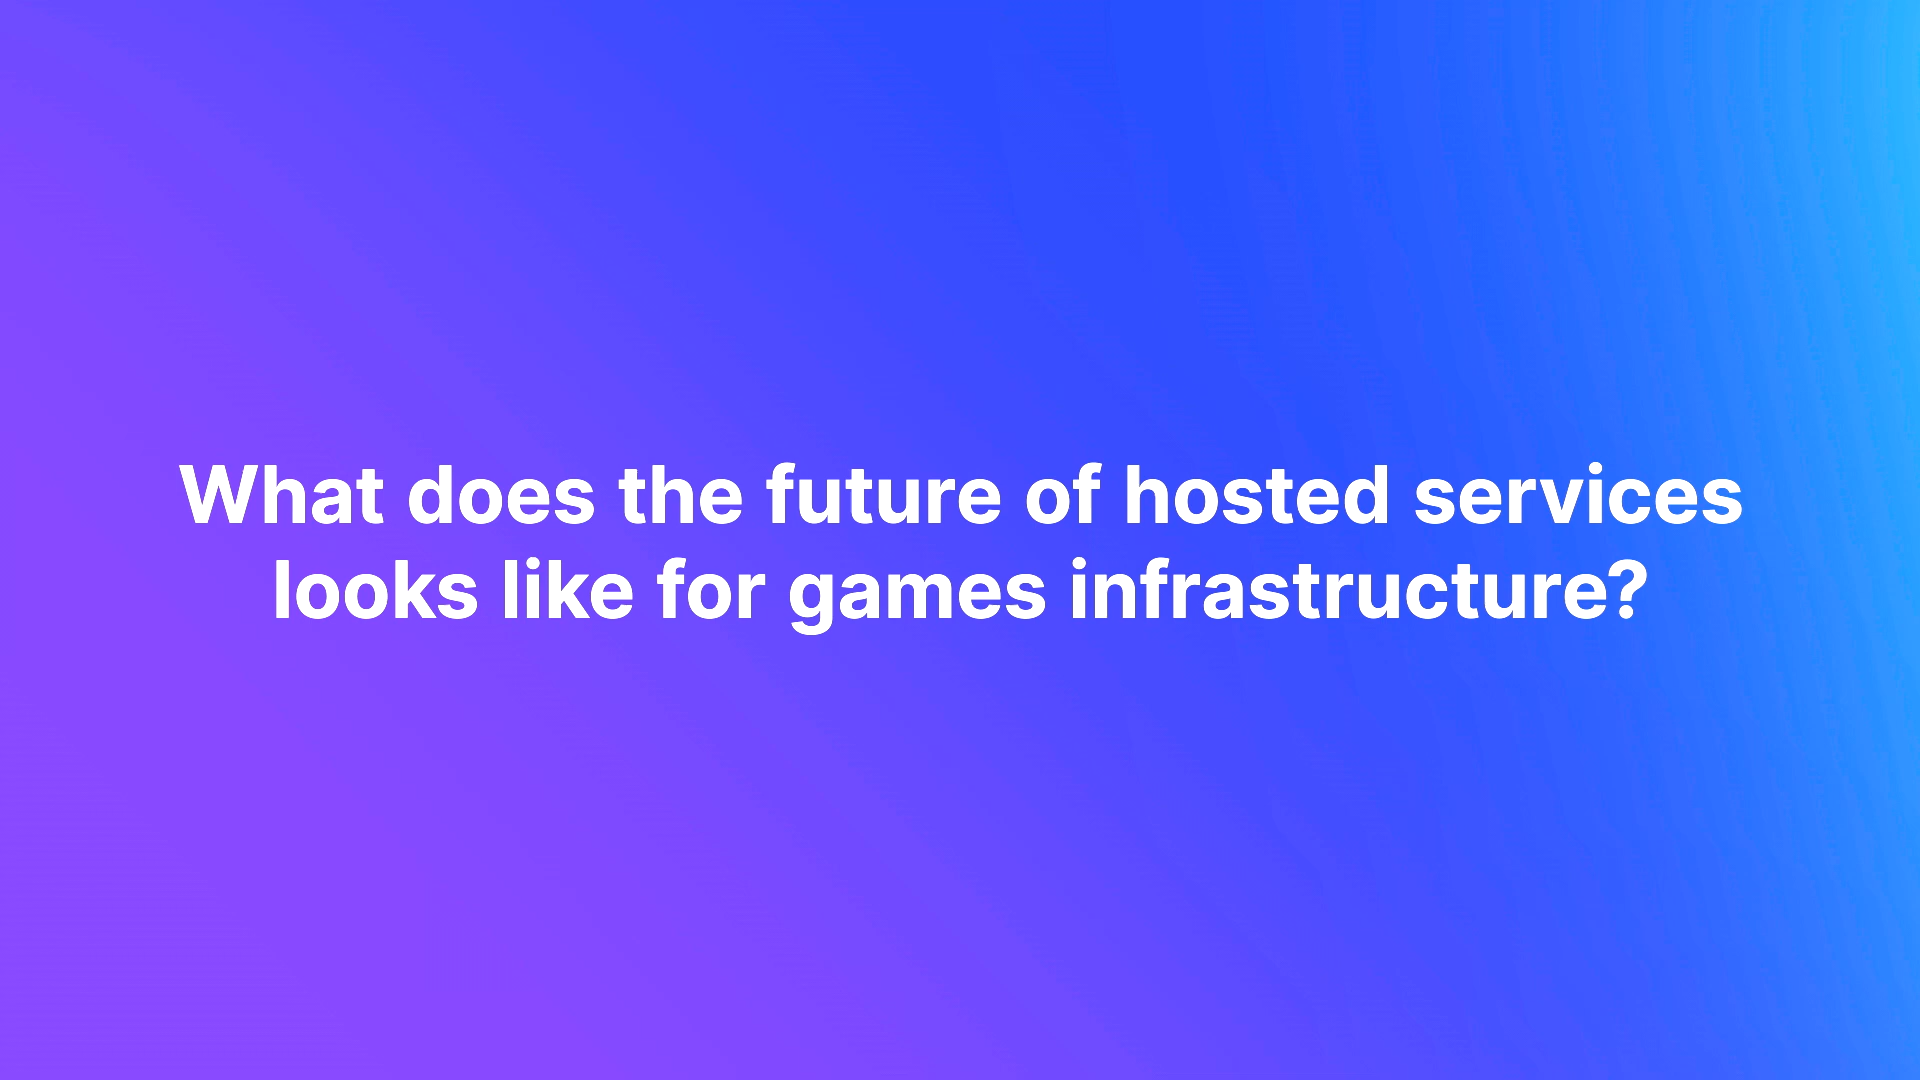 What does the future of hosted services
looks like for games infrastructure?